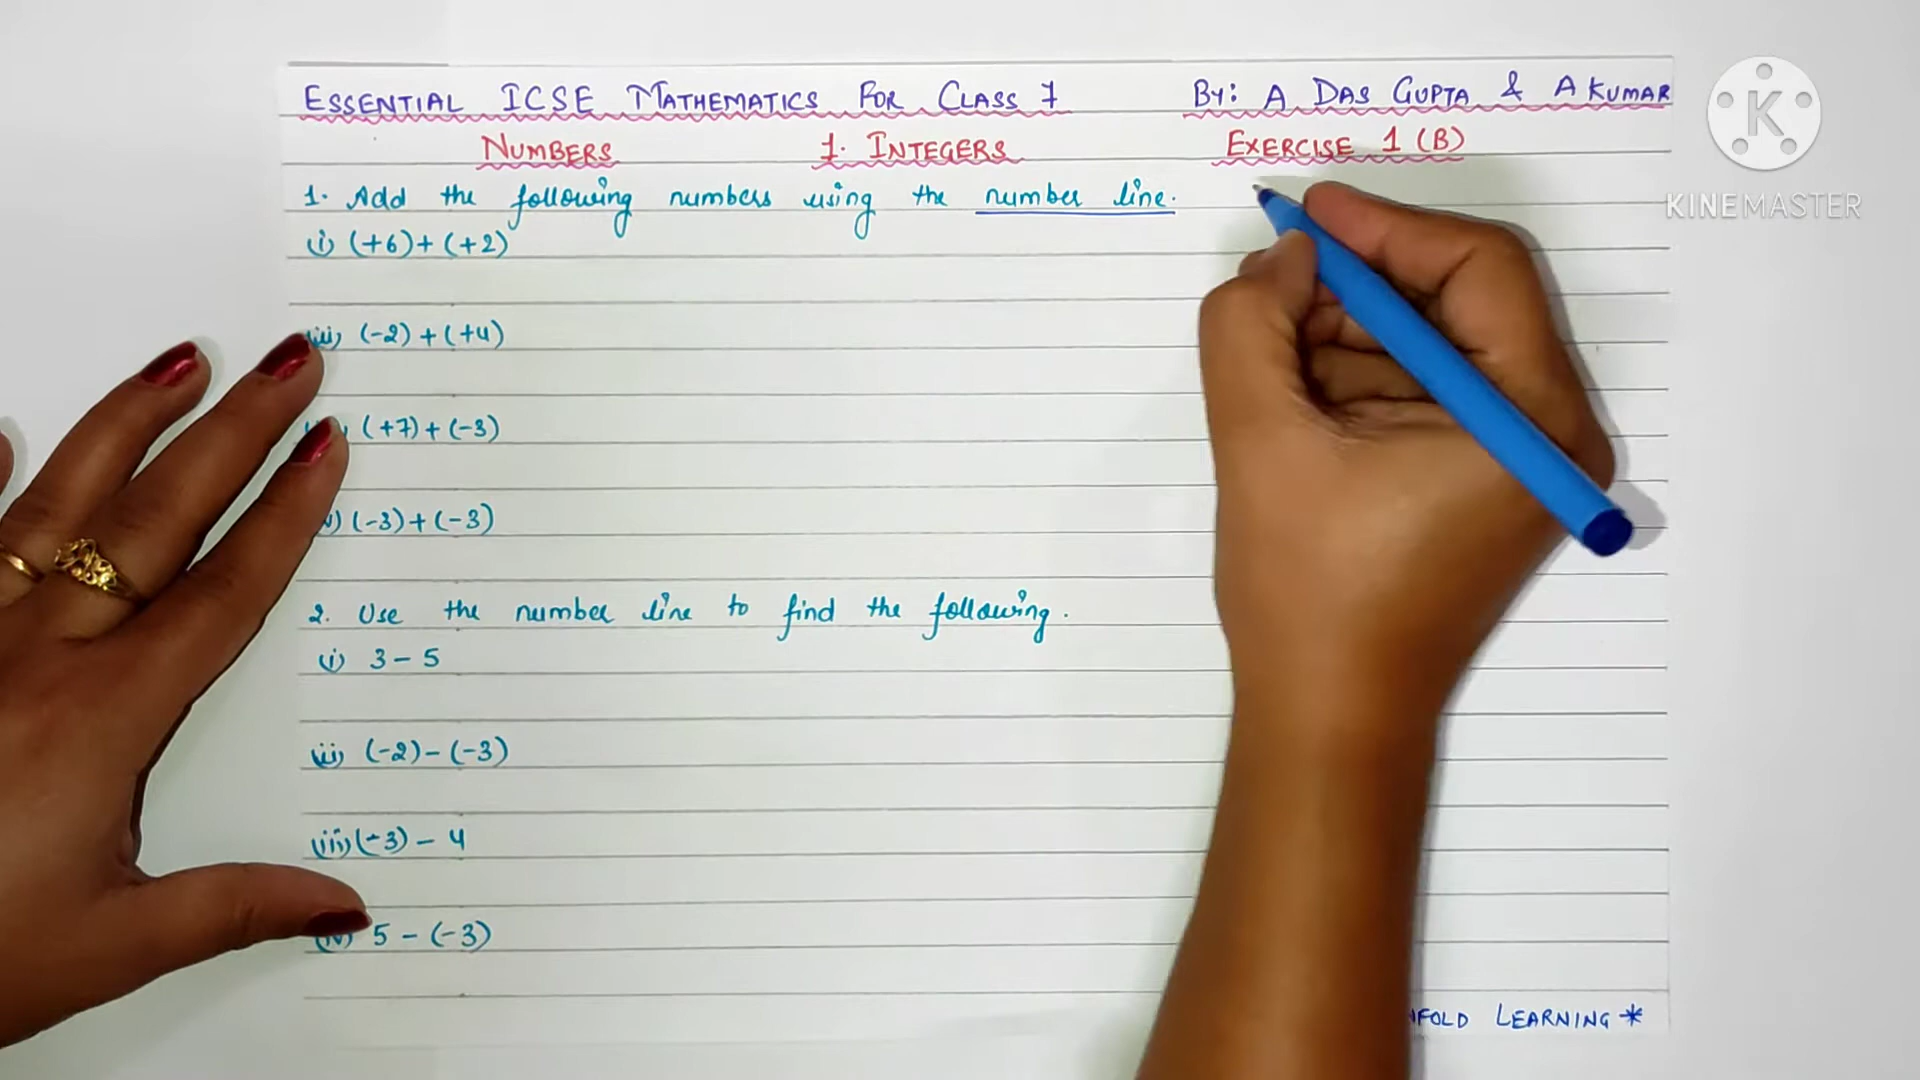 ESSENTIAL ICSE MATHEMATICS FOR CLASS 7 BY: A DAS GUPTA & A KUMAR
NUMBERS 1. INTEGERS EXERCISE 1 (B)
1. Add the following numbers using the number line.
(i) (+6)+(+2)
(-2)+(+4)
(+7)+(-3)
(-3)+(-3)
2. Use the number line to find the following.
(i) 3-5
(ii) (-2)-(-3)
(iii) (-3)-4
(iv) 5-(-3)
LEARNING *
K
KINEMASTER